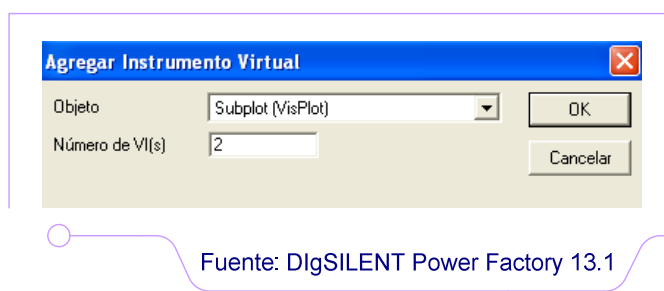 Agregar Instrumento Virtual
Objeto Subplot (VisPlot) OK
Número de VI(s) 2 Cancelar
Fuente: DIgSILENT Power Factory 13.1